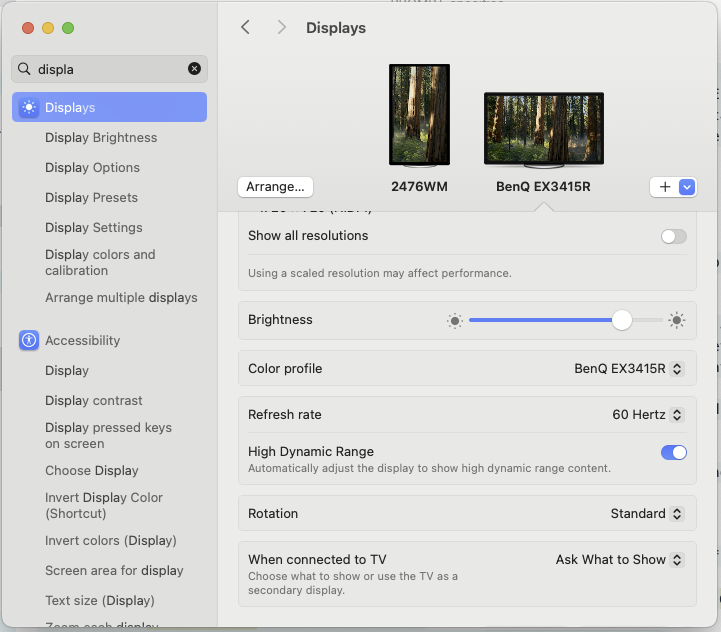 Displays
displa
Displays
Display Brightness
Display Options
Display Presets
Display Settings
Display colors and
calibration
Arrange multiple displays
Accessibility
Display
Display contrast
Display pressed keys
on screen
Choose Display
Invert Display Color
(Shortcut)
Invert colors (Display)
Screen area for display
Text size (Display)
Zoom each display
Arrange...
2476WM
BenQ EX3415R
Show all resolutions
Using a scaled resolution may affect performance.
Brightness
Color profile
BenQ EX3415R
Refresh rate
60 Hertz
High Dynamic Range
Automatically adjust the display to show high dynamic range content.
Rotation
Standard
When connected to TV
Ask What to Show
Choose what to show or use the TV as a
secondary display.